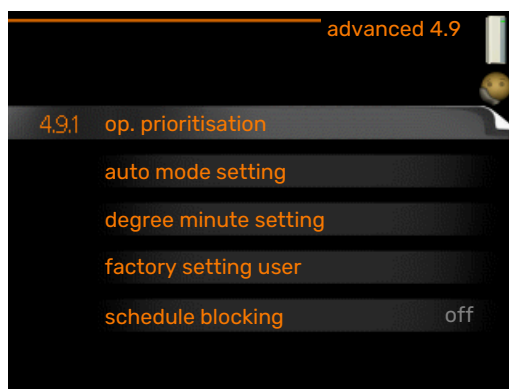 advanced 4.9
4.9.1 op. prioritisation
auto mode setting
degree minute setting
factory setting user
schedule blocking off